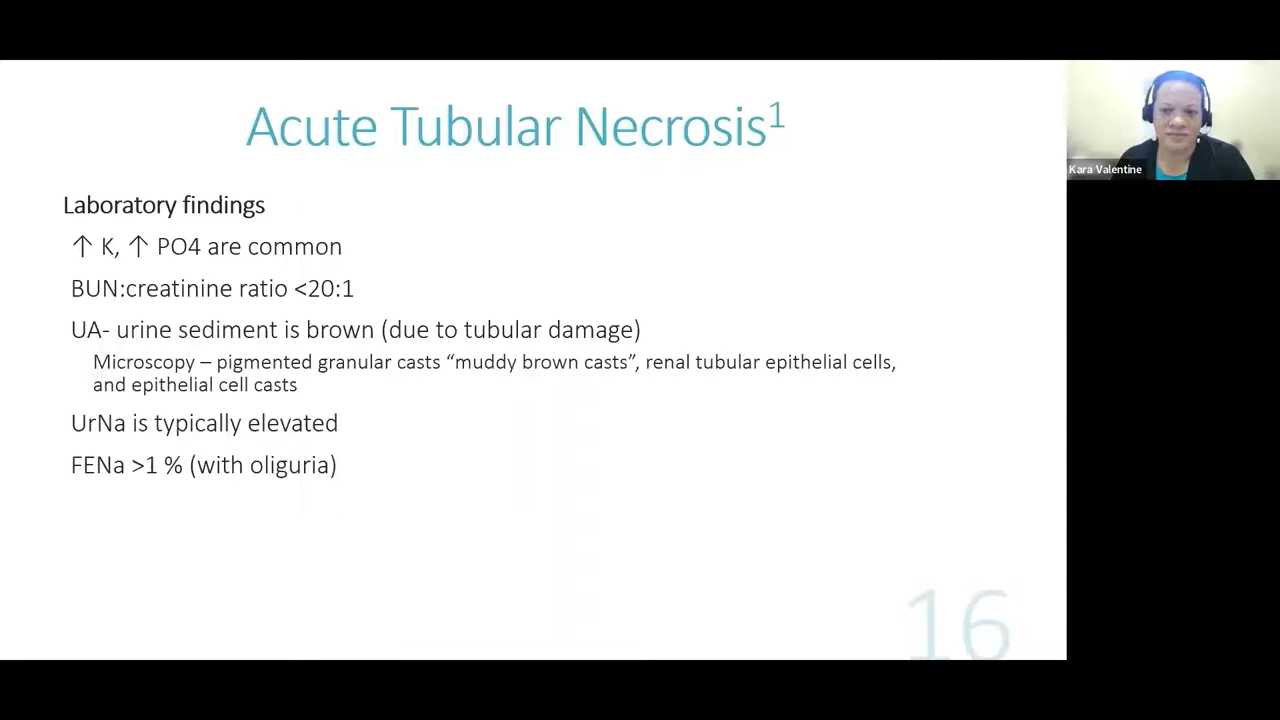 Acute Tubular Necrosis¹
Kara Valentine
Laboratory findings
↑ K, ↑ PO4 are common
BUN:creatinine ratio <20:1
UA- urine sediment is brown (due to tubular damage)
Microscopy – pigmented granular casts “muddy brown casts”, renal tubular epithelial cells,
and epithelial cell casts
UrNa is typically elevated
FENa >1 % (with oliguria)
16